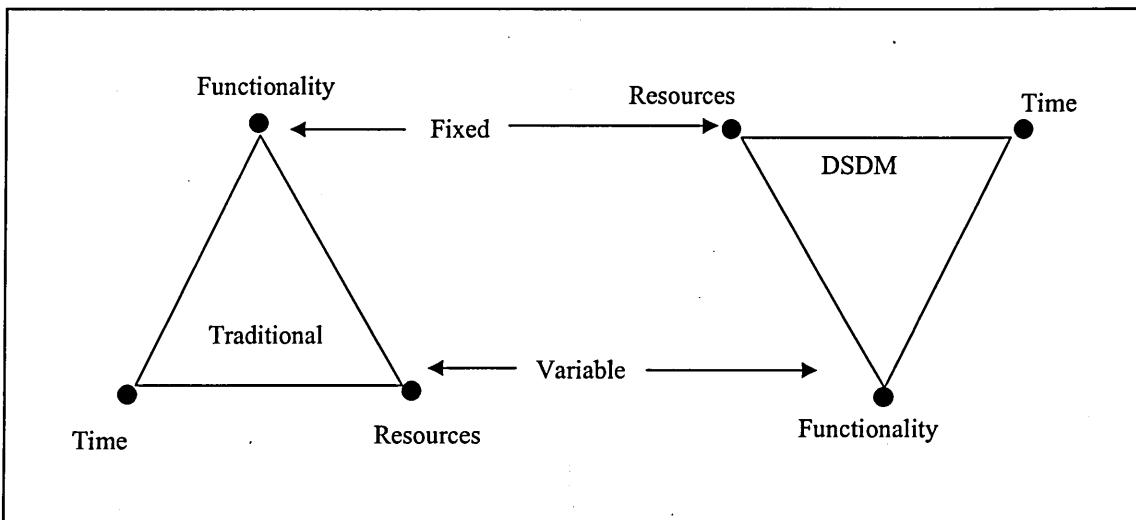 Functionality
Resources
Time
Fixed
DSDM
Traditional
Variable
Time
Resources
Functionality